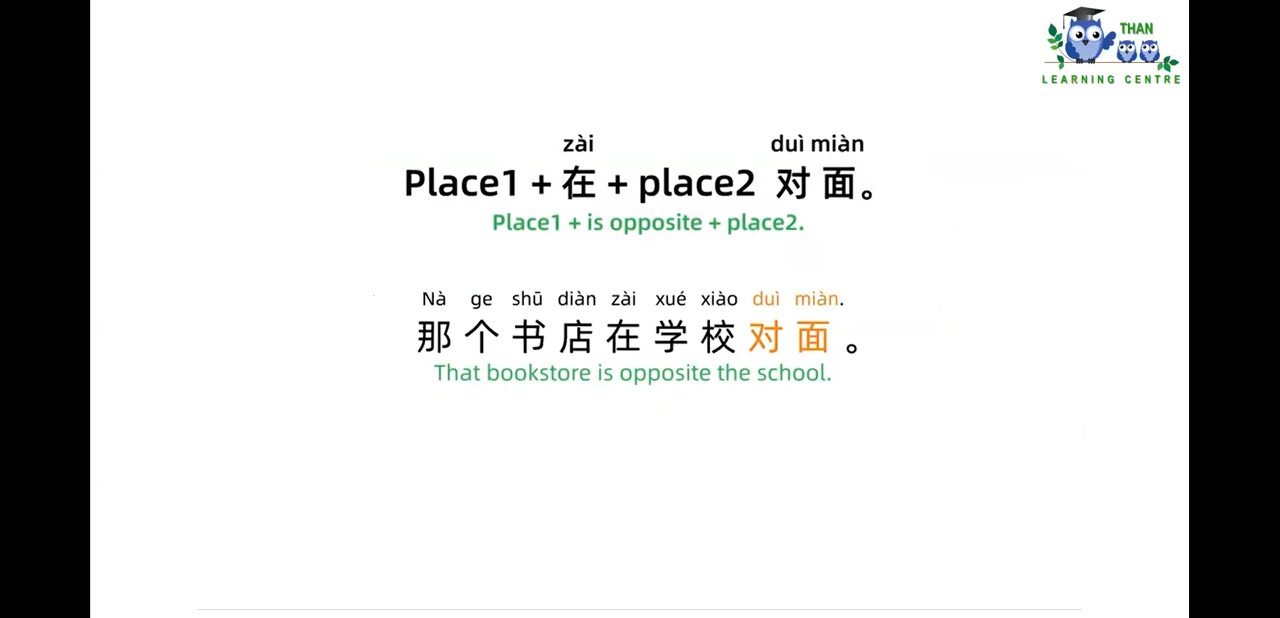 THAN
LEARNING CENTRE
zài duì miàn
Place1 + 在 + place2 对 面。
Place1 + is opposite + place2.
Nà ge shū diàn zài xué xiào duì miàn.
那 个 书 店 在 学 校 对 面 。
That bookstore is opposite the school.